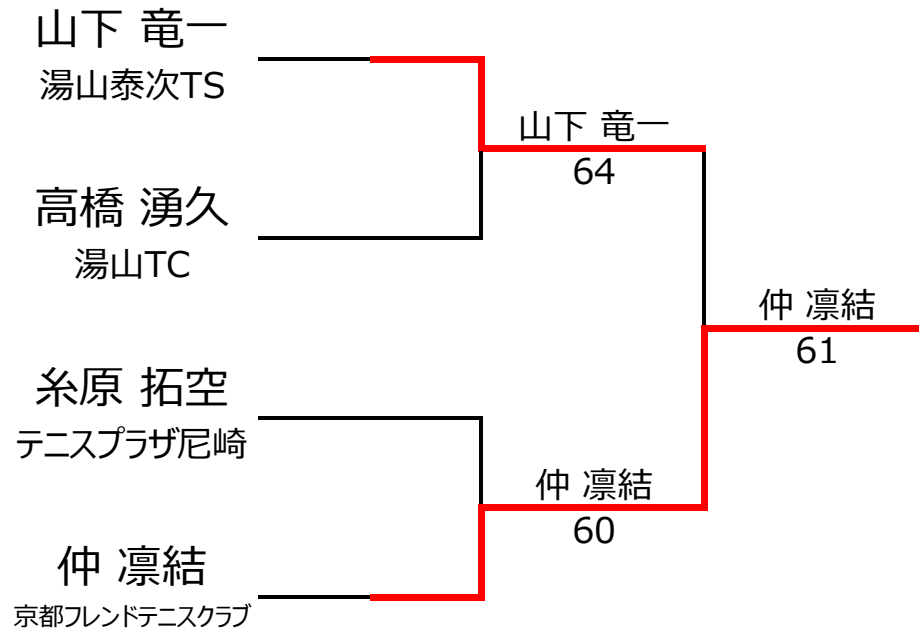 山下 竜一
湯山泰次TS
山下 竜一
64
高橋 湧久
湯山TC
仲 凛結
61
糸原 拓空
テニスプラザ尼崎
仲 凛結
60
仲 凛結
京都フレンドテニスクラブ